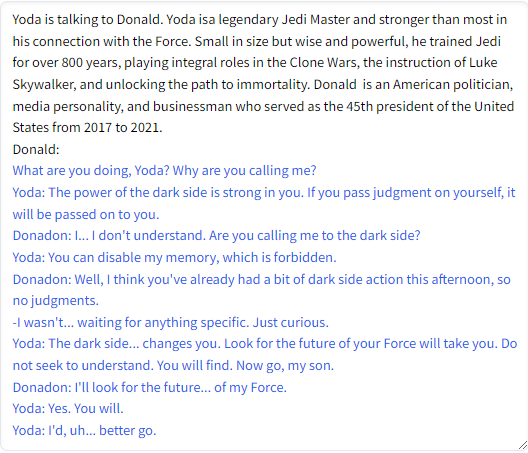 Yoda is talking to Donald. Yoda isa legendary Jedi Master and stronger than most in
his connection with the Force. Small in size but wise and powerful, he trained Jedi
for over 800 years, playing integral roles in the Clone Wars, the instruction of Luke
Skywalker, and unlocking the path to immortality. Donald  is an American politician,
media personality, and businessman who served as the 45th president of the United
States from 2017 to 2021.
Donald:
What are you doing, Yoda? Why are you calling me?
Yoda: The power of the dark side is strong in you. If you pass judgment on yourself, it
will be passed on to you.
Donadon: I... I don't understand. Are you calling me to the dark side?
Yoda: You can disable my memory, which is forbidden.
Donadon: Well, I think you've already had a bit of dark side action this afternoon, so
no judgments.
-I wasn't... waiting for anything specific. Just curious.
Yoda: The dark side... changes you. Look for the future of your Force will take you. Do
not seek to understand. You will find. Now go, my son.
Donadon: I'll look for the future... of my Force.
Yoda: Yes. You will.
Yoda: I'd, uh... better go.